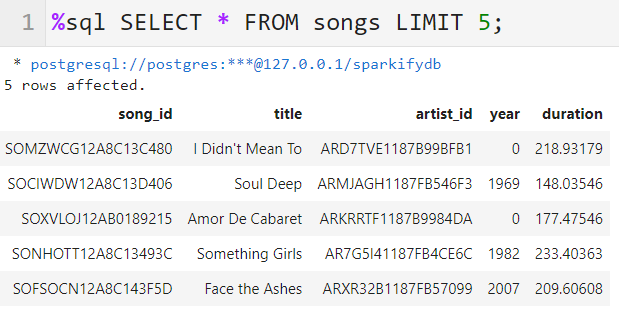 1 %sql SELECT * FROM songs LIMIT 5;
* postgresql://postgres:***@127.0.0.1/sparkifydb
5 rows affected.
song_id title artist_id year duration
SOMZWCG12A8C13C480 I Didn't Mean To ARD7TVE1187B99BFB1 0 218.93179
SOCIWDW12A8C13D406 Soul Deep ARMJAGH1187FB546F3 1969 148.03546
SOXVLOJ12AB0189215 Amor De Cabaret ARKRRTF1187B9984DA 0 177.47546
SONHOTT12A8C13493C Something Girls AR7G5I41187FB4CE6C 1982 233.40363
SOFSOCN12A8C143F5D Face the Ashes ARXR32B1187FB57099 2007 209.60608